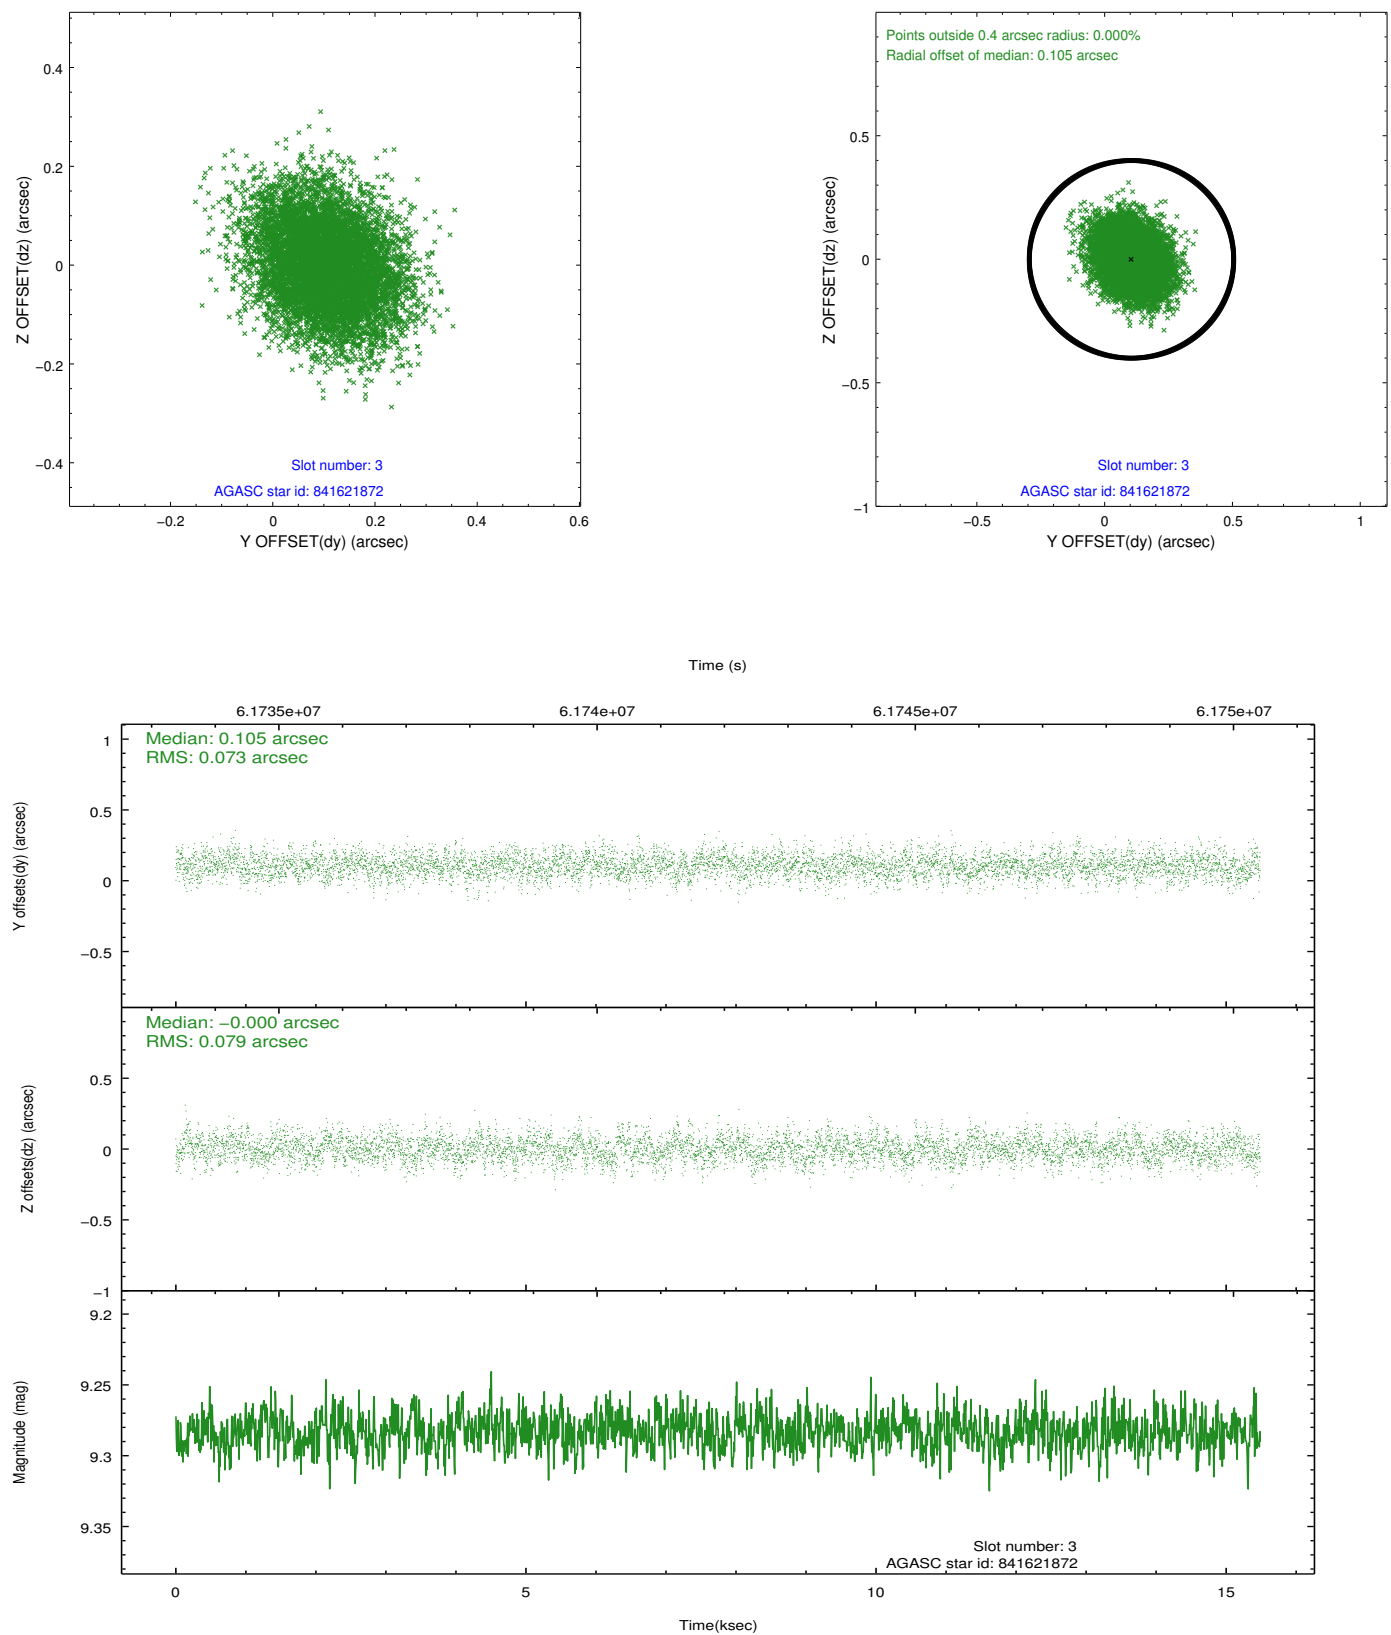 0.4
0.2
0
−0.2
−0.4
Z OFFSET(dz) (arcsec)
Slot number: 3
AGASC star id: 841621872
−0.2 0 0.2 0.4 0.6
Y OFFSET(dy) (arcsec)
Points outside 0.4 arcsec radius: 0.000%
Radial offset of median: 0.105 arcsec
0.5
0
−0.5
−1
Z OFFSET(dz) (arcsec)
Slot number: 3
AGASC star id: 841621872
−0.5 0 0.5 1
Y OFFSET(dy) (arcsec)
Time (s)
6.1735e+07 6.174e+07 6.1745e+07 6.175e+07
Median: 0.105 arcsec
RMS: 0.073 arcsec
1
0.5
0
−0.5
Y offsets(dy) (arcsec)
Median: −0.000 arcsec
RMS: 0.079 arcsec
0.5
0
−0.5
−1
Z offsets(dz) (arcsec)
9.2
9.25
9.3
9.35
Magnitude (mag)
Slot number: 3
AGASC star id: 841621872
0 5 10 15
Time(ksec)